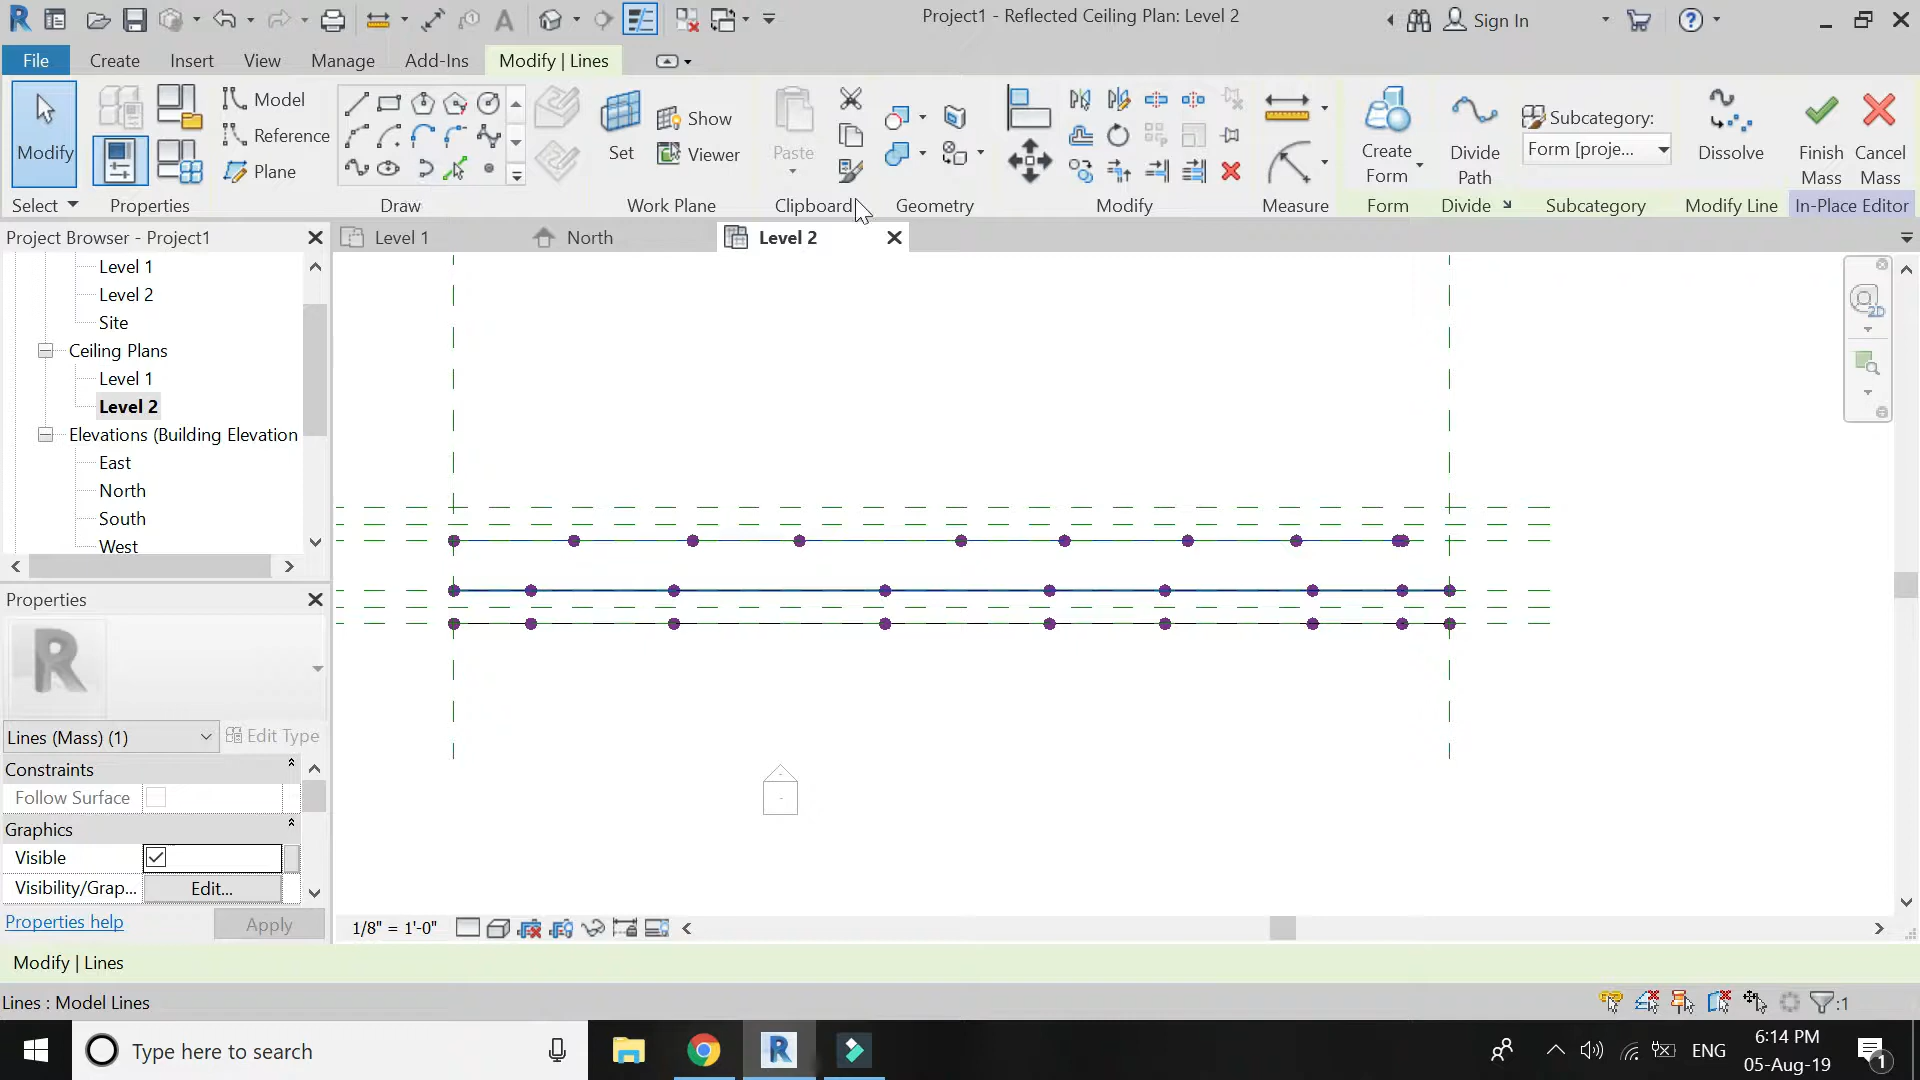 Project1 - Reflected Ceiling Plan: Level 2
Sign In
File Create Insert View Manage Add-Ins Modify | Lines
Modify
Model
Reference
Plane
Set
Show
Viewer
Paste
Create Form
Divide Path
Subcategory:
Form [proje...
Dissolve
Finish Mass
Cancel Mass
Select Properties Draw Work Plane Clipboard Geometry Modify Measure Form Divide Subcategory Modify Line In-Place Editor
Project Browser - Project1
Level 1 North Level 2
Level 1
Level 2
Site
Ceiling Plans
Level 1
Level 2
Elevations (Building Elevation
East
North
South
West
Properties
R
Lines (Mass) (1)
Edit Type
Constraints
Follow Surface
Graphics
Visible
Visibility/Grap... Edit...
Properties help
Apply
1/8" = 1'-0"
2D
Modify | Lines
Lines : Model Lines
:1
Type here to search
ENG
6:14 PM
05-Aug-19
1